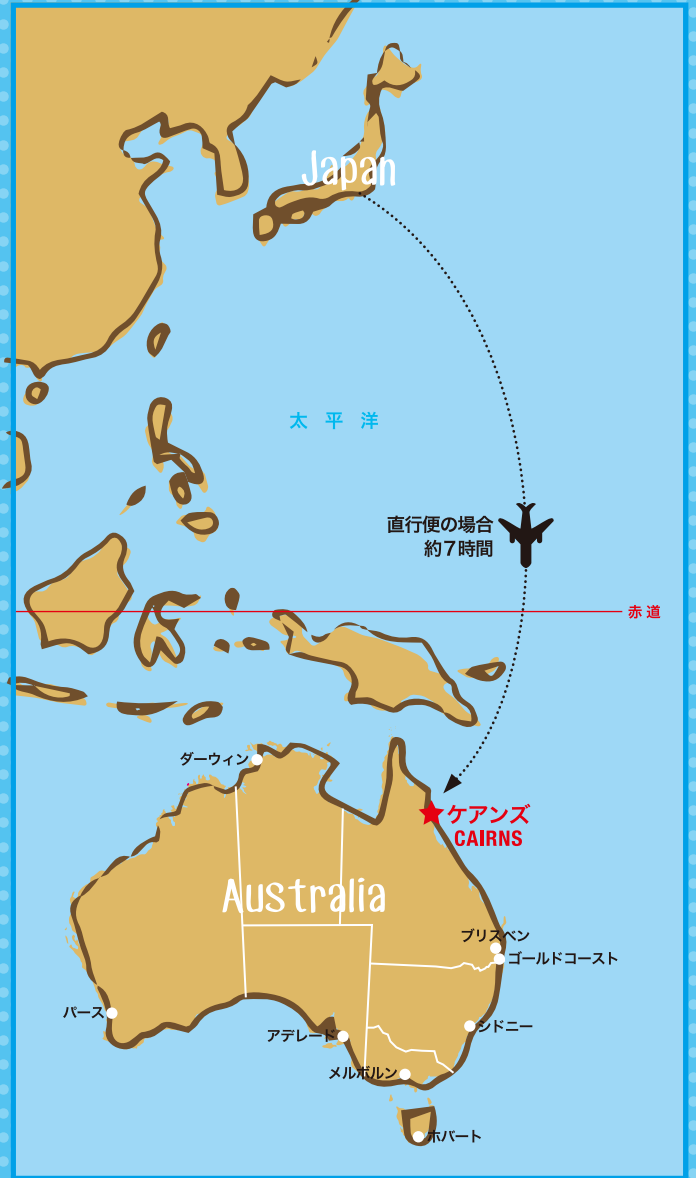 Japan
太平洋
直行便の場合
約7時間
赤道
ダーウィン
ケアンズ
CAIRNS
Australia
ブリスベン
ゴールドコースト
パース
アデレード
シドニー
メルボルン
ホバート